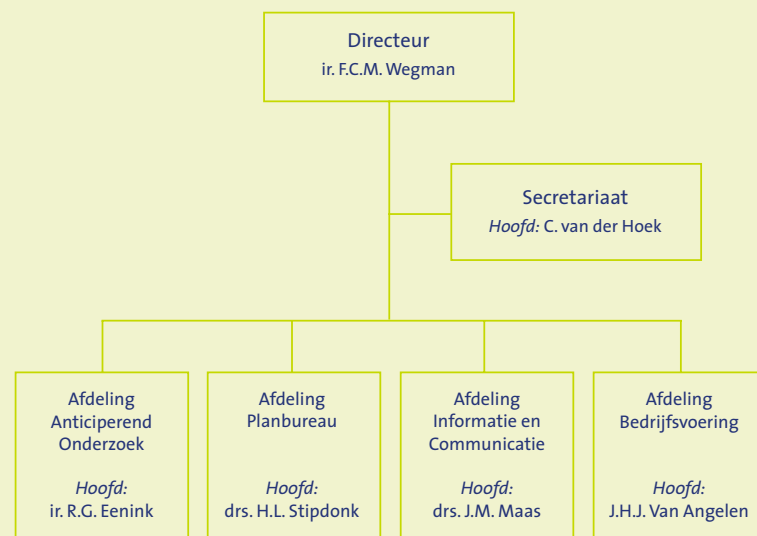 Directeur
ir. F.C.M. Wegman
Secretariaat
Hoofd: C. van der Hoek
Afdeling
Anticiperend
Onderzoek
Hoofd:
ir. R.G. Eenink
Afdeling
Planbureau
Hoofd:
drs. H.L. Stipdonk
Afdeling
Informatie en
Communicatie
Hoofd:
drs. J.M. Maas
Afdeling
Bedrijfsvoering
Hoofd:
J.H.J. Van Angelen